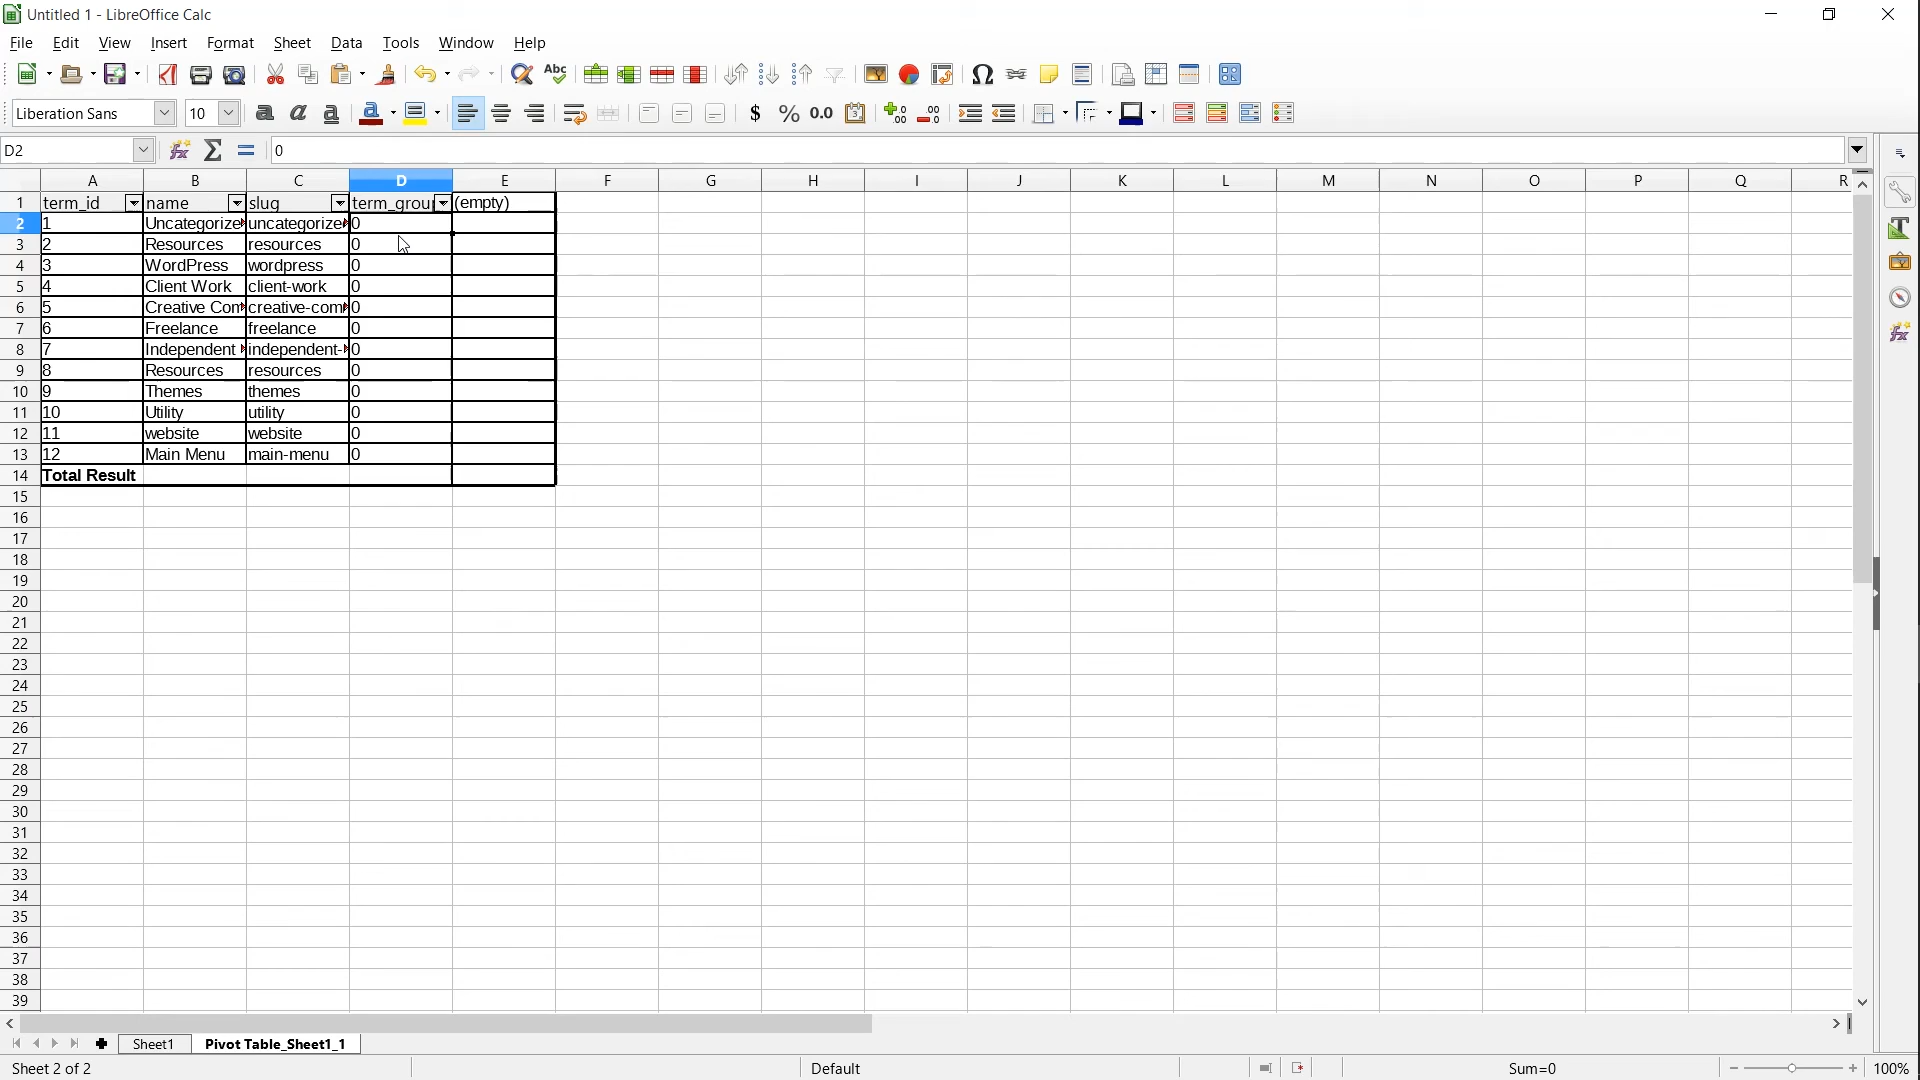 Untitled 1 - LibreOffice Calc
File Edit View Insert Format Sheet Data Tools Window Help
Liberation Sans 10
D2 0
A B C D E F G H I J K L M N O P Q R
1 term_id name slug (empty)
2 1 0
3 2 Resources resources 0
4 3 WordPress wordpress 0
5 4 Client Work client-work 0
6 5 Creative 0
7 6 Freelance freelance 0
8 7 Independent independent- 0
9 8 Resources resources 0
10 9 Themes themes 0
11 10 Utility utility 0
12 11 website website 0
13 12 Main Menu main-menu 0
14 Total Result
15
16
17
18
19
20
21
22
23
24
25
26
27
28
29
30
31
32
33
34
35
36
37
38
39
Sheet1 Pivot Table_Sheet1_1
Sheet 2 of 2 Default Sum=0 100%